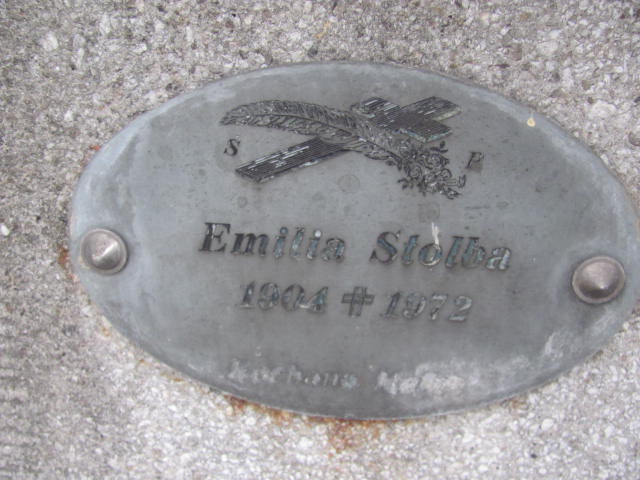 S P
Emilia Stolba
1904 ✝ 1972